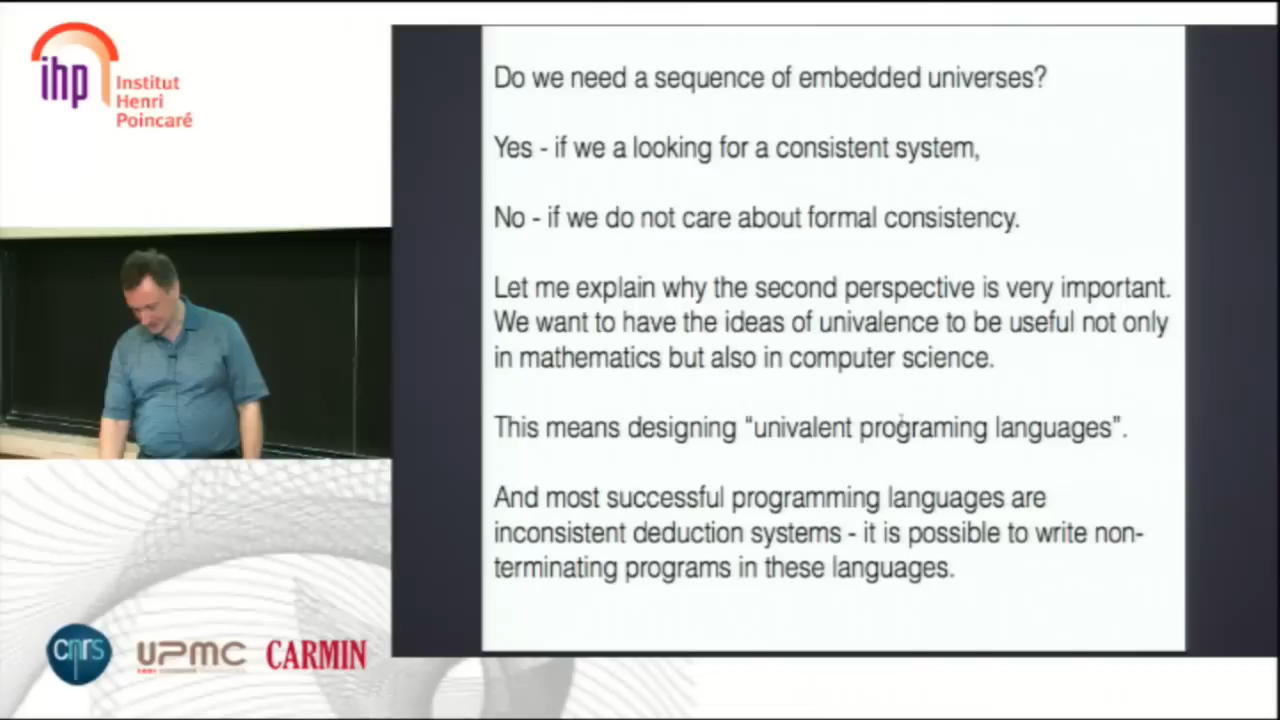 ihp
Institut
Henri
Poincaré
Do we need a sequence of embedded universes?
Yes - if we a looking for a consistent system,
No - if we do not care about formal consistency.
Let me explain why the second perspective is very important.
We want to have the ideas of univalence to be useful not only
in mathematics but also in computer science.
This means designing “univalent programing languages”.
And most successful programming languages are
inconsistent deduction systems - it is possible to write non-
terminating programs in these languages.
cnrs
UPMC
CARMIN